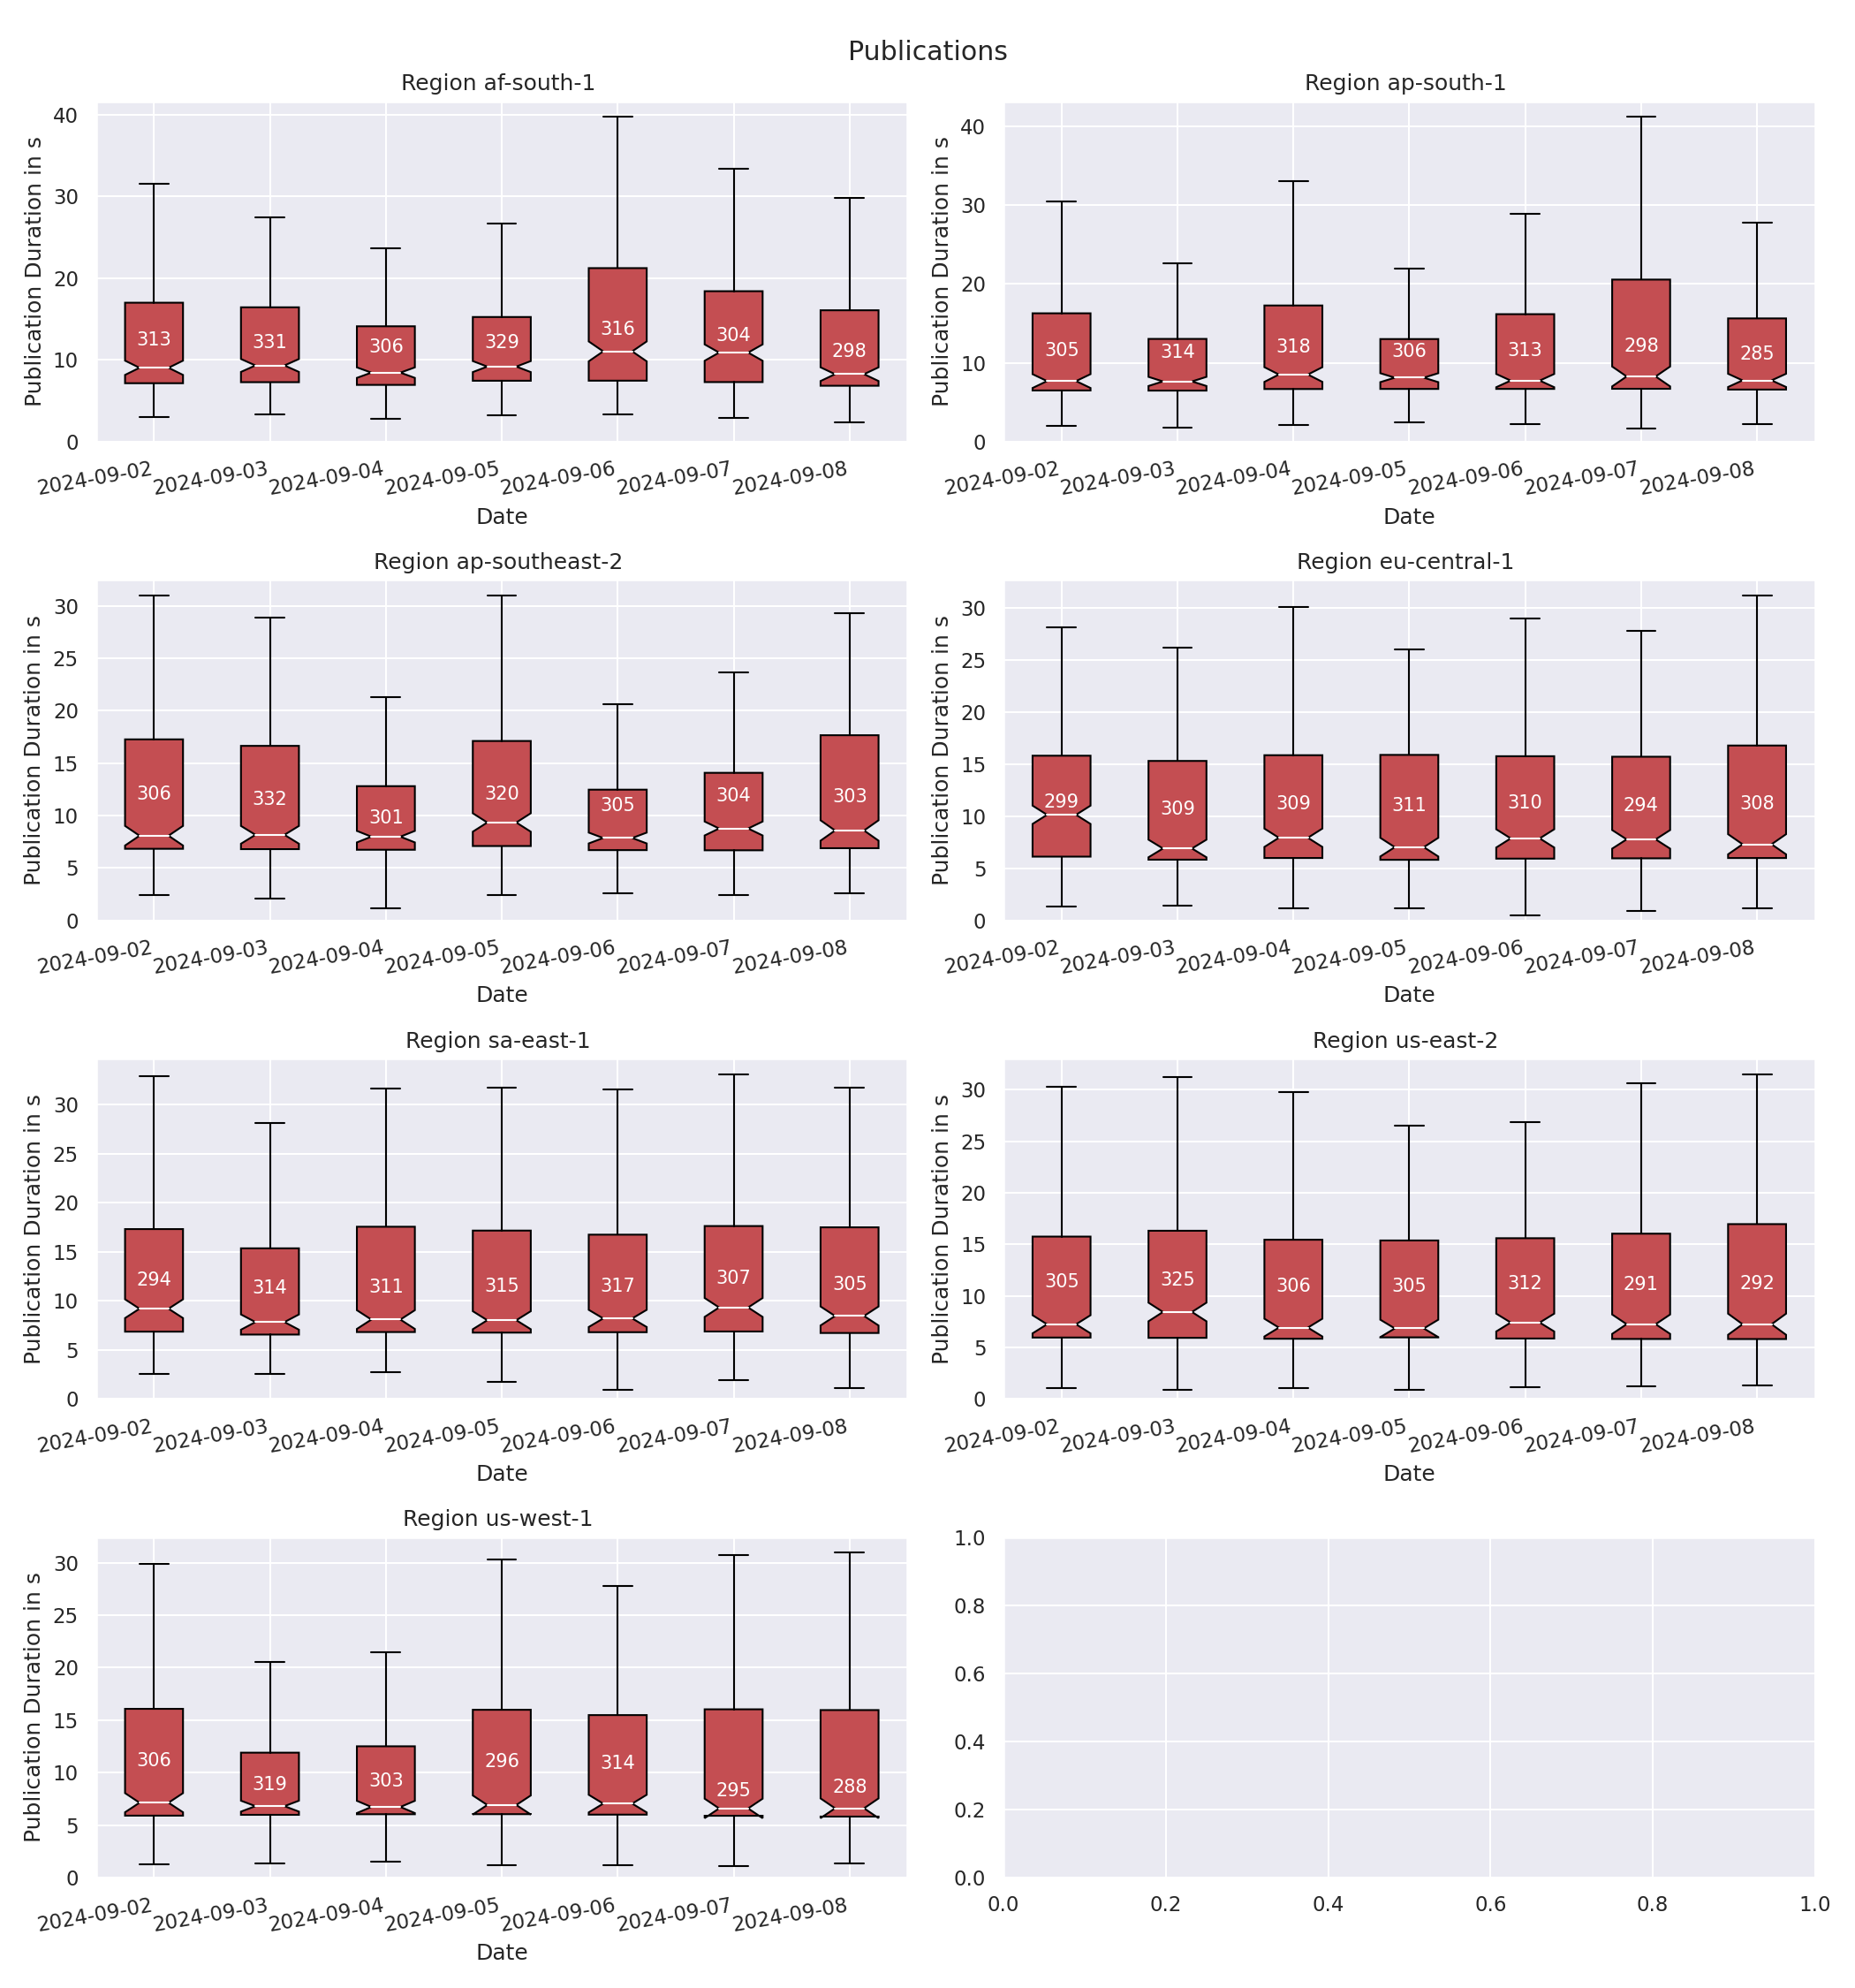 Publications
Region af-south-1
Publication Duration in s
40
30
20
10
0
313 331 306 329 316 304 298
2024-09-02 2024-09-03 2024-09-04 2024-09-05 2024-09-06 2024-09-07 2024-09-08
Date
Region ap-south-1
Publication Duration in s
40
30
20
10
0
305 314 318 306 313 298 285
2024-09-02 2024-09-03 2024-09-04 2024-09-05 2024-09-06 2024-09-07 2024-09-08
Date
Region ap-southeast-2
Publication Duration in s
30
25
20
15
10
5
0
306 332 301 320 305 304 303
2024-09-02 2024-09-03 2024-09-04 2024-09-05 2024-09-06 2024-09-07 2024-09-08
Date
Region eu-central-1
Publication Duration in s
30
25
20
15
10
5
0
299 309 309 311 310 294 308
2024-09-02 2024-09-03 2024-09-04 2024-09-05 2024-09-06 2024-09-07 2024-09-08
Date
Region sa-east-1
Publication Duration in s
30
25
20
15
10
5
0
294 314 311 315 317 307 305
2024-09-02 2024-09-03 2024-09-04 2024-09-05 2024-09-06 2024-09-07 2024-09-08
Date
Region us-east-2
Publication Duration in s
30
25
20
15
10
5
0
305 325 306 305 312 291 292
2024-09-02 2024-09-03 2024-09-04 2024-09-05 2024-09-06 2024-09-07 2024-09-08
Date
Region us-west-1
Publication Duration in s
30
25
20
15
10
5
0
306 319 303 296 314 295 288
2024-09-02 2024-09-03 2024-09-04 2024-09-05 2024-09-06 2024-09-07 2024-09-08
Date
1.0
0.8
0.6
0.4
0.2
0.0
0.0 0.2 0.4 0.6 0.8 1.0